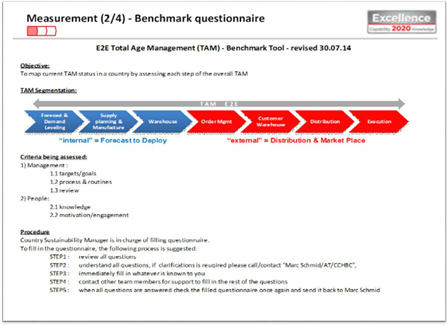 Measurement (2/4) - Benchmark questionnaire
Excellence
Capability 2020 Knowledge
E2E Total Age Management (TAM) - Benchmark Tool - revised 30.07.14
Objective:
To map current TAM status in a country by assessing each step of the overall TAM
TAM Segmentation:
TAM E2E
Forecast & Demand Leveling
Supply planning & Manufacture
Warehouse
Order Mgmt
Customer Warehouse
Distribution
Execution
"internal" = Forecast to Deploy
"external" = Distribution & Market Place
Criteria being assessed:
1) Management :
1.1 targets/goals
1.2 process & routines
1.3 review
2) People:
2.1 knowledge
2.2 motivation/engagement
Procedure
Country Sustainability Manager is in charge of filling questionnaire.
To fill in the questionnaire, the following process is suggested:
STEP1 : review all questions
STEP2 : understand all questions, if clarifications is required please call/contact "Marc Schmid/AT/CCHBC",
STEP3 : immediately fill in whatever is known to you
STEP4 : contact other team members for support to fill in the rest of the questions
STEP5 : when all questions are answered check the filled questionnaire once again and send it back to Marc Schmid